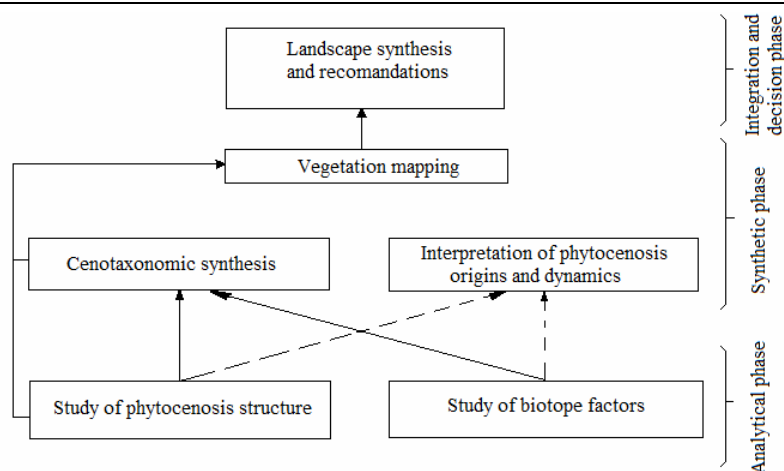 Landscape synthesis
and recomandations
Integration and
decision phase
Vegetation mapping
Synthetic phase
Cenotaxonomic synthesis
Interpretation of phytocenosis
origins and dynamics
Study of phytocenosis structure
Study of biotope factors
Analytical phase